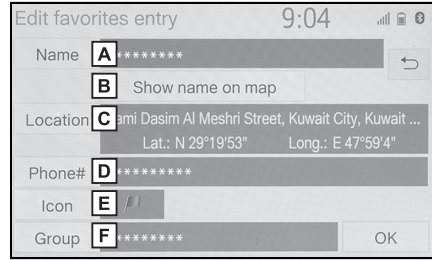 Edit favorites entry 9:04
Name A ********
B Show name on map
Location C ami Dasim Al Meshri Street, Kuwait City, Kuwait ...
Lat.: N 29°19'53" Long.: E 47°59'4"
Phone# D *********
Icon E
Group F ******** OK